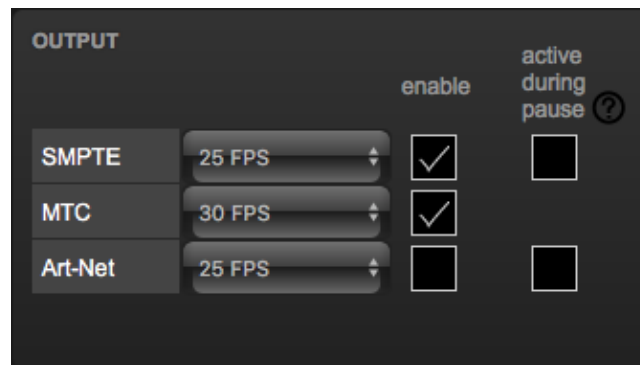 OUTPUT
enable
active
during
pause ?
SMPTE 25 FPS
MTC 30 FPS
Art-Net 25 FPS